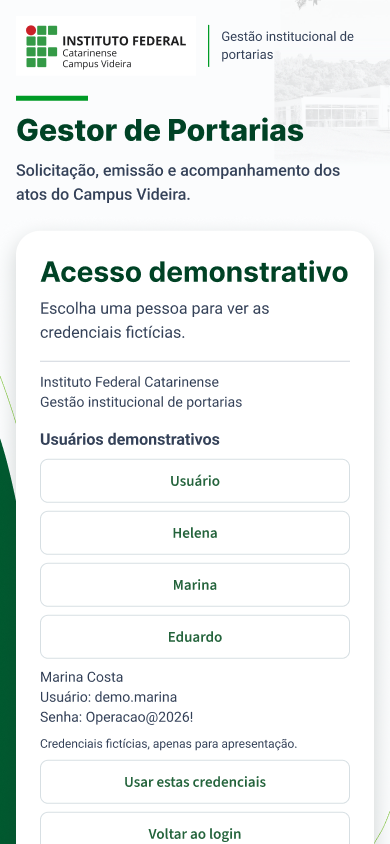 INSTITUTO FEDERAL
Catarinense
Campus Videira
Gestão institucional de
portarias
Gestor de Portarias
Solicitação, emissão e acompanhamento dos
atos do Campus Videira.
Acesso demonstrativo
Escolha uma pessoa para ver as
credenciais fictícias.
Instituto Federal Catarinense
Gestão institucional de portarias
Usuários demonstrativos
Usuário
Helena
Marina
Eduardo
Marina Costa
Usuário: demo.marina
Senha: Operacao@2026!
Credenciais fictícias, apenas para apresentação.
Usar estas credenciais
Voltar ao login